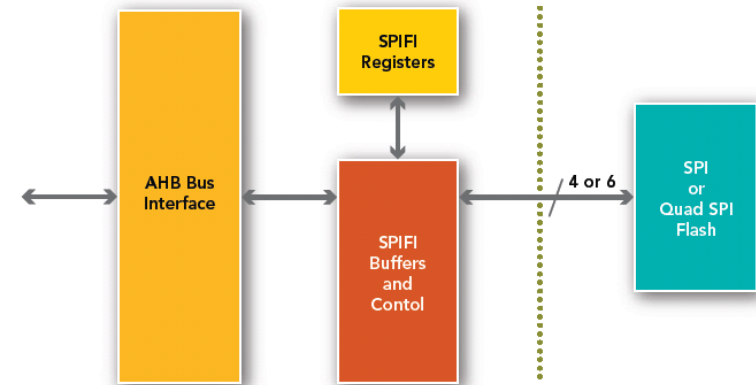 SPIFI
Registers
AHB Bus
Interface
4 or 6
SPI
or
Quad SPI
Flash
SPIFI
Buffers
and
Contol